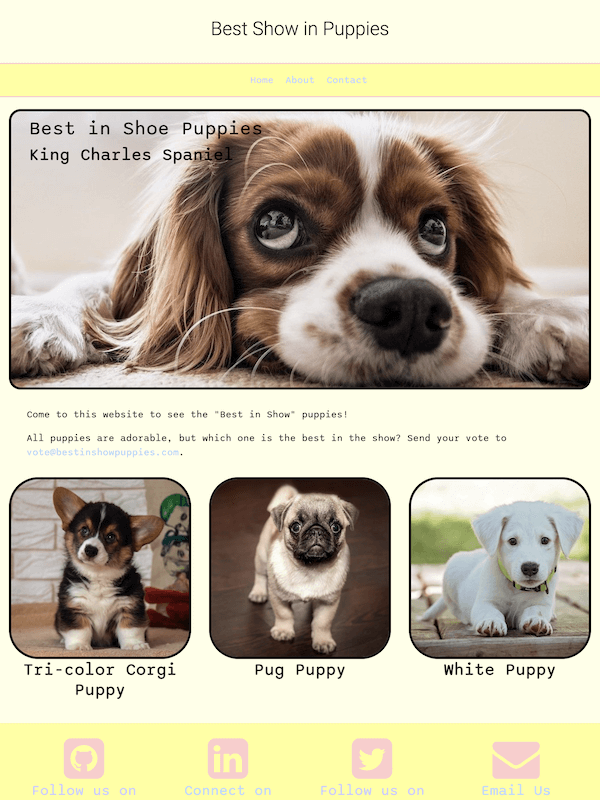 Best Show in Puppies
Home About Contact
Best in Shoe Puppies
King Charles Spaniel
Come to this website to see the "Best in Show" puppies!
All puppies are adorable, but which one is the best in the show? Send your vote to
vote@bestinshowpuppies.com.
Tri-color Corgi
Puppy
Pug Puppy
White Puppy
in
Follow us on
Connect on
Follow us on
Email Us